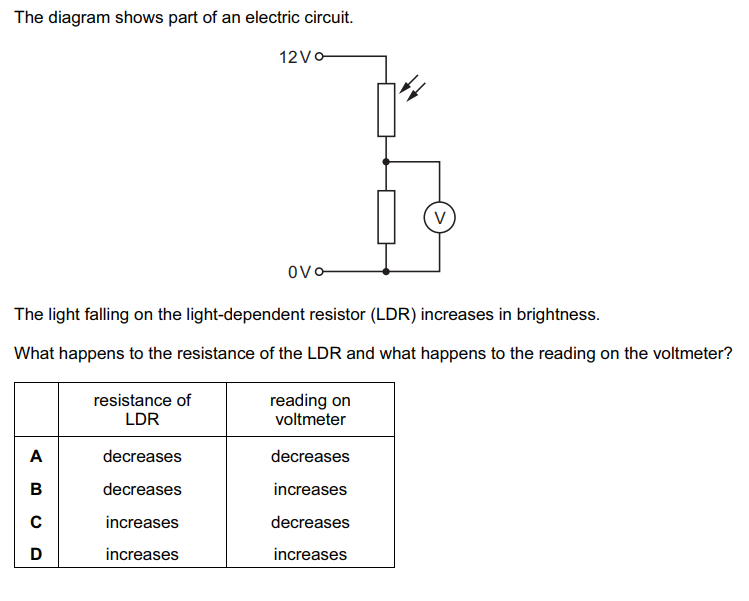 The diagram shows part of an electric circuit.
12 V
V
0 V
The light falling on the light-dependent resistor (LDR) increases in brightness.
What happens to the resistance of the LDR and what happens to the reading on the voltmeter?
resistance of LDR reading on voltmeter
A decreases decreases
B decreases increases
C increases decreases
D increases increases